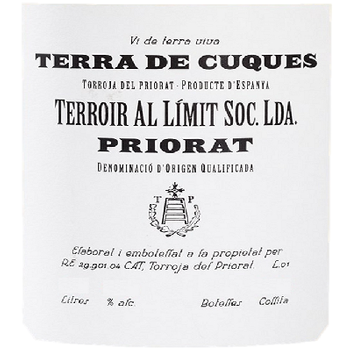 Vi de terra viva
TERRA DE CUQUES
TORROJA DEL PRIORAT · PRODUCTE D'ESPANYA
TERROIR AL LÍMIT SOC. LDA.
PRIORAT
DENOMINACIÓ D'ORIGEN QUALIFICADA
T P
Elaborat i embotellat a la propietat per
RE 29.901.04 CAT, Torroja del Priorat. L.01
Litres % alc. Botelles Collita